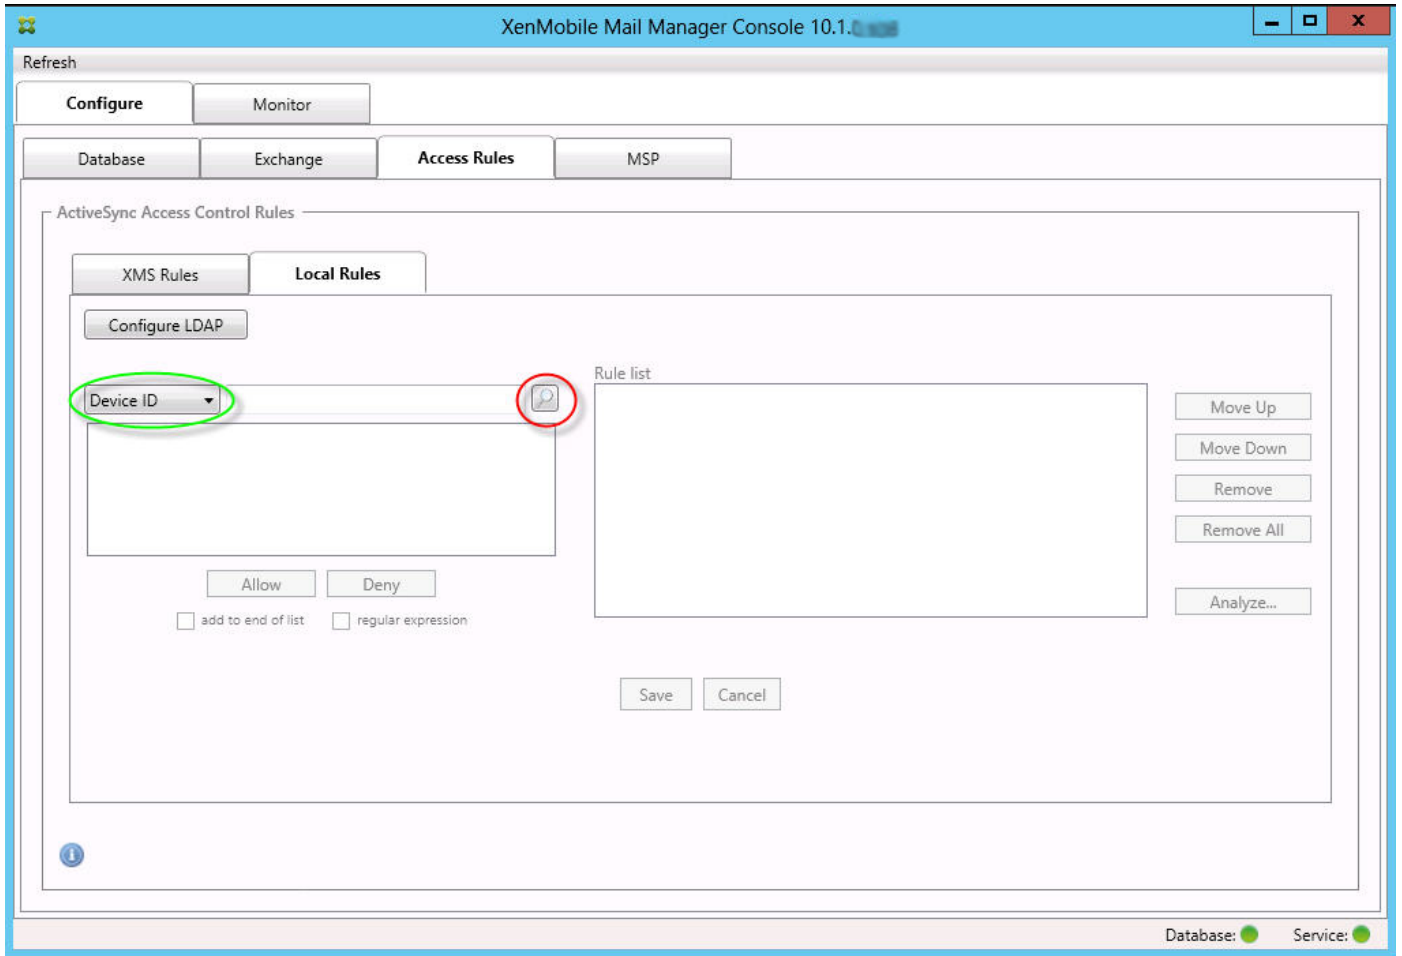 XenMobile Mail Manager Console 10.1.
Refresh
Configure Monitor
Database Exchange Access Rules MSP
ActiveSync Access Control Rules
XMS Rules Local Rules
Configure LDAP
Rule list
Device ID
Move Up
Move Down
Remove
Remove All
Allow Deny
Analyze...
add to end of list regular expression
Save Cancel
Database: Service: